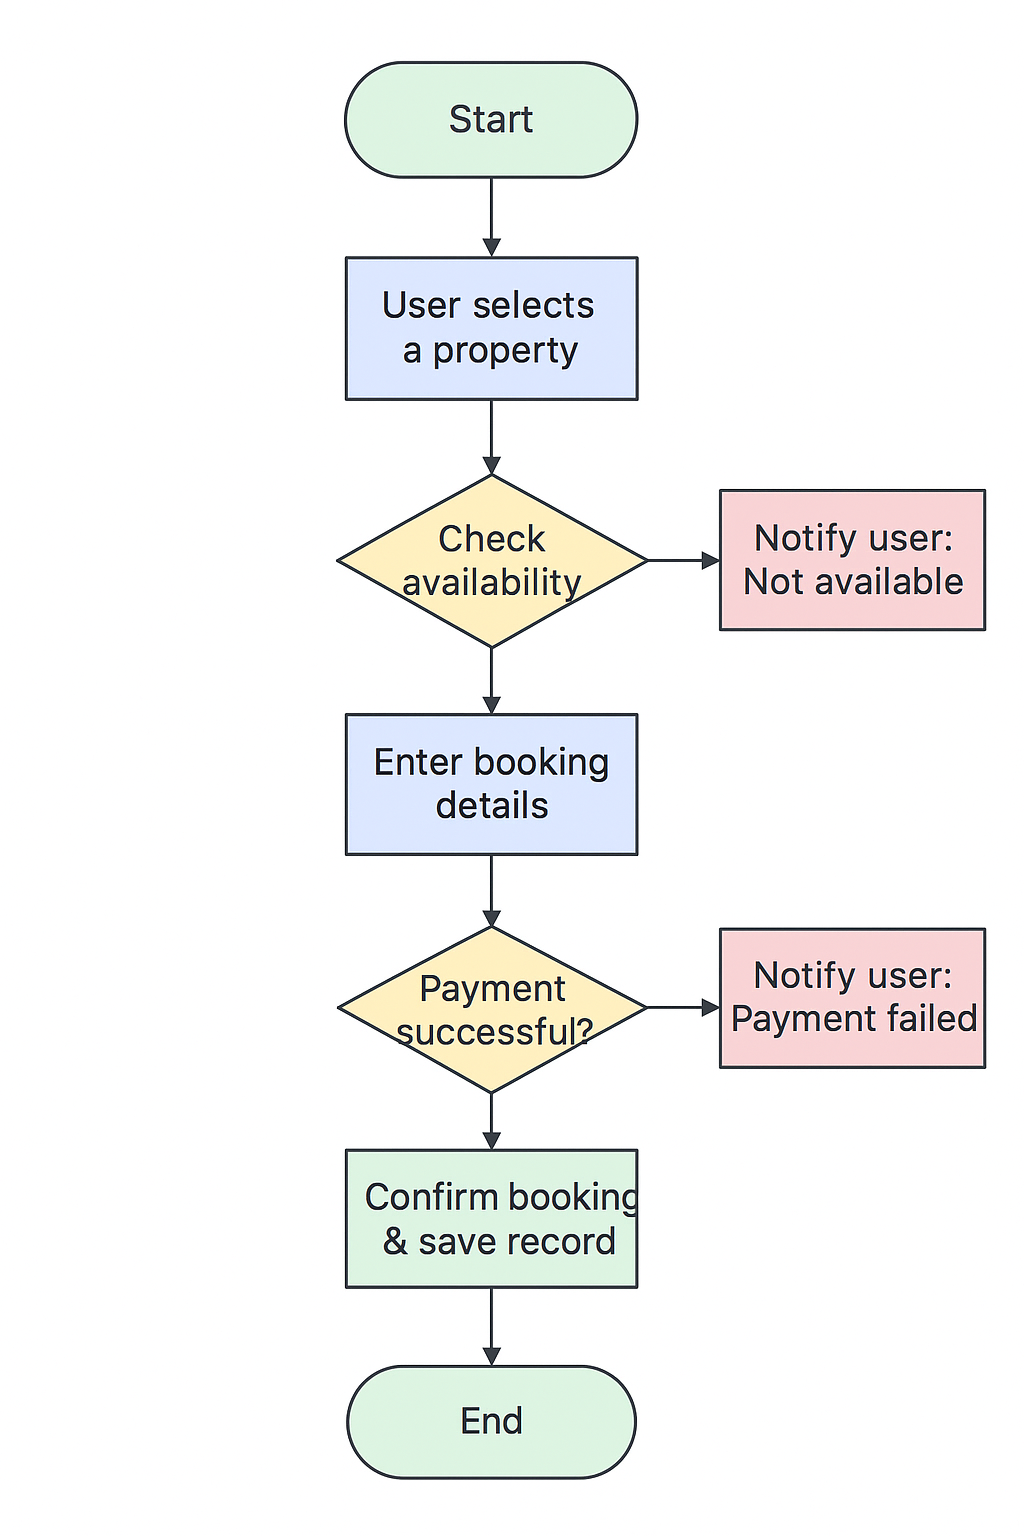 Start
User selects
a property
Check
availability
Notify user:
Not available
Enter booking
details
Payment
successful?
Notify user:
Payment failed
Confirm booking
& save record
End